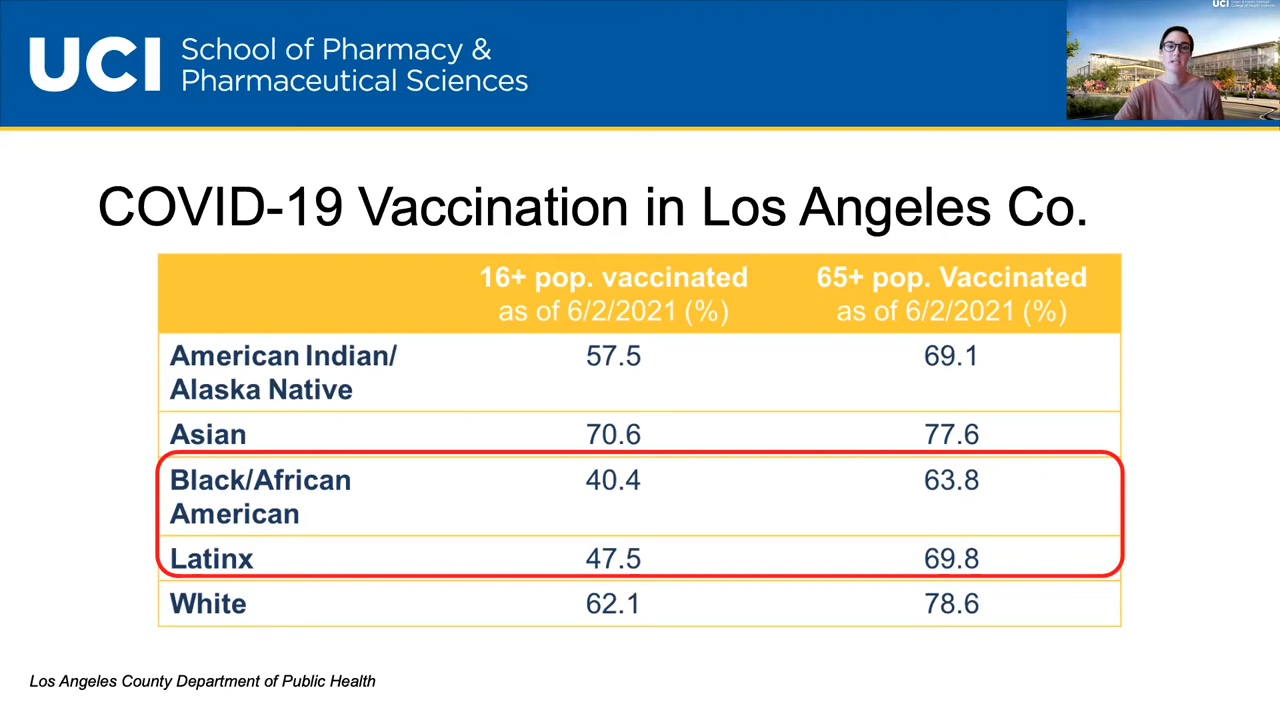 UCI School of Pharmacy &
Pharmaceutical Sciences
UCI
COVID-19 Vaccination in Los Angeles Co.
16+ pop. vaccinated 65+ pop. Vaccinated
as of 6/2/2021 (%) as of 6/2/2021 (%)
American Indian/ 57.5 69.1
Alaska Native
Asian 70.6 77.6
Black/African 40.4 63.8
American
Latinx 47.5 69.8
White 62.1 78.6
Los Angeles County Department of Public Health